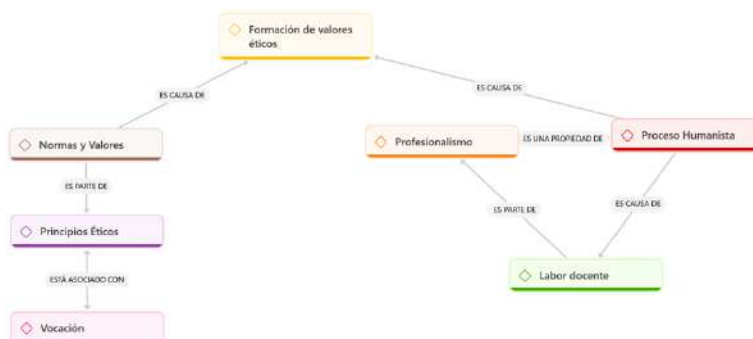 Formación de valores
éticos
ES CAUSA DE
ES CAUSA DE
Normas y Valores
Profesionalismo
ES UNA PROPIEDAD DE
Proceso Humanista
ES PARTE DE
ES PARTE DE
ES CAUSA DE
Principios Éticos
Labor docente
ESTÁ ASOCIADO CON
Vocación